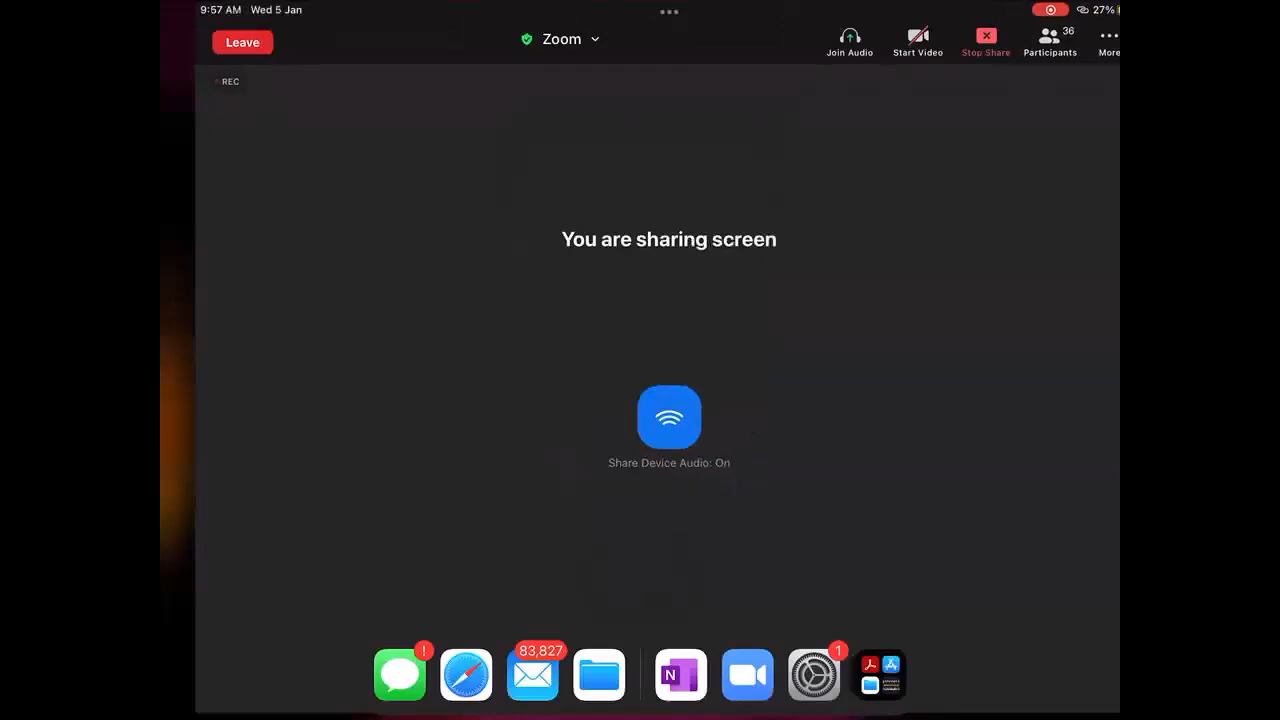 9:57 AM Wed 5 Jan
27%
Leave
Zoom
Join Audio
Start Video
Stop Share
Participants
36
More
REC
You are sharing screen
Share Device Audio: On
!
83,827
N
1